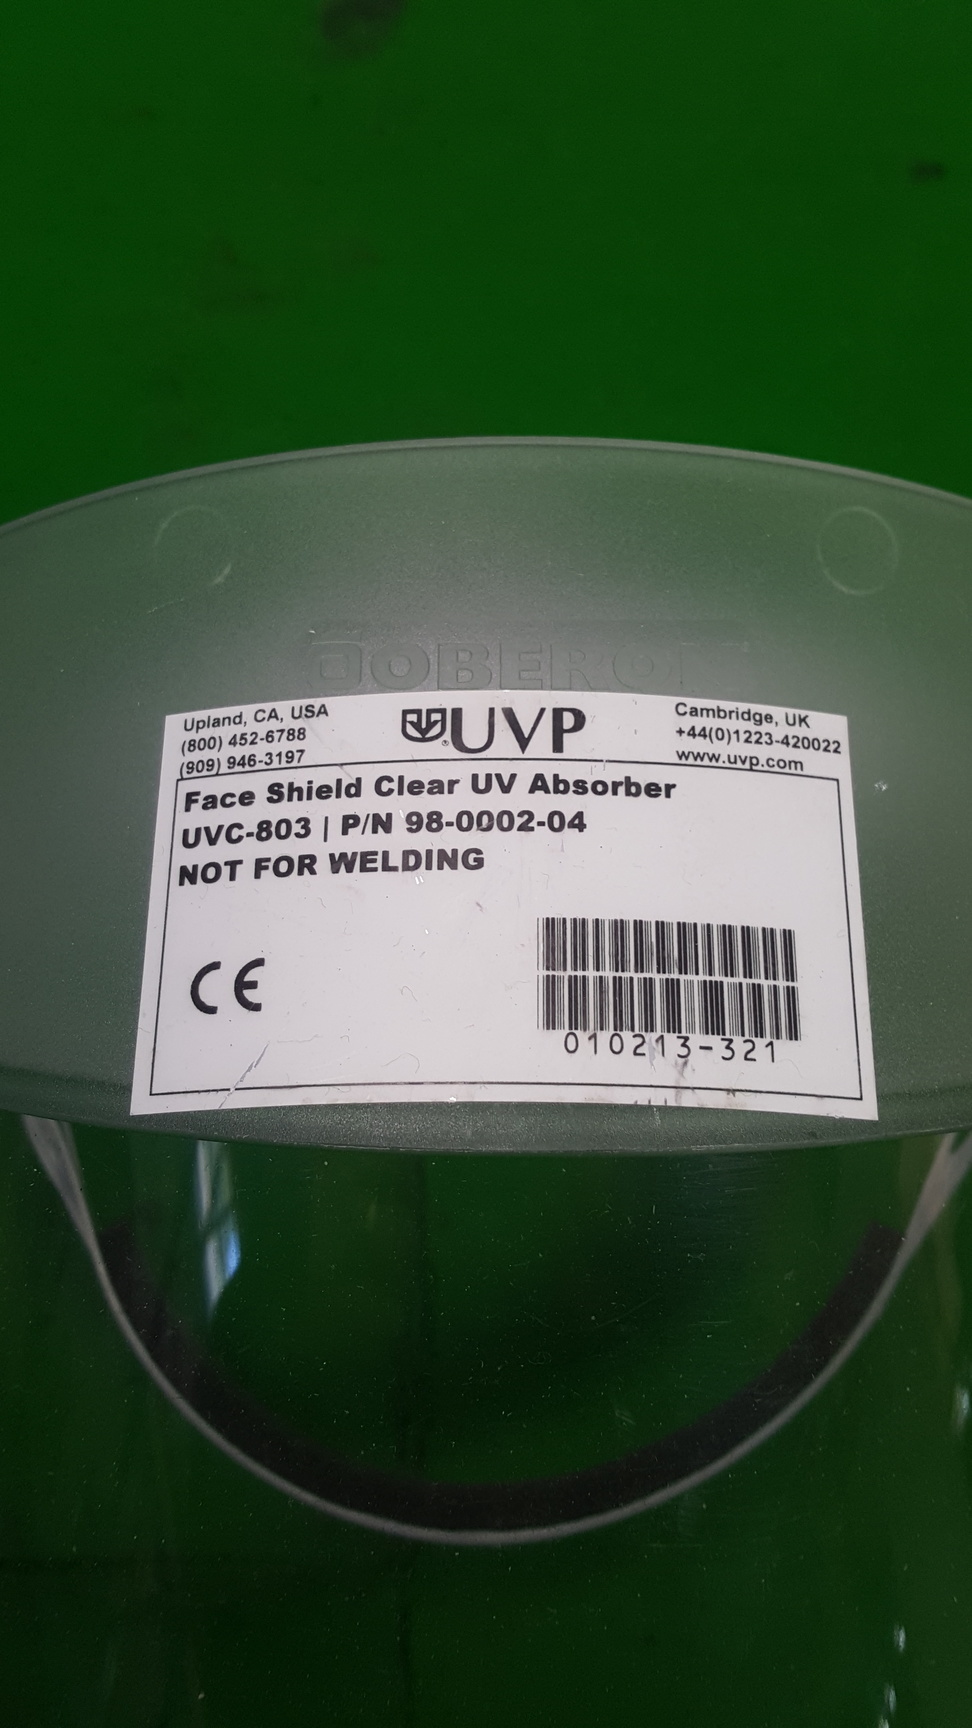 OBERON
Upland, CA, USA
(800) 452-6788
(909) 946-3197
UVP
Cambridge, UK
+44(0)1223-420022
www.uvp.com
Face Shield Clear UV Absorber
UVC-803 | P/N 98-0002-04
NOT FOR WELDING
CE
010213-321